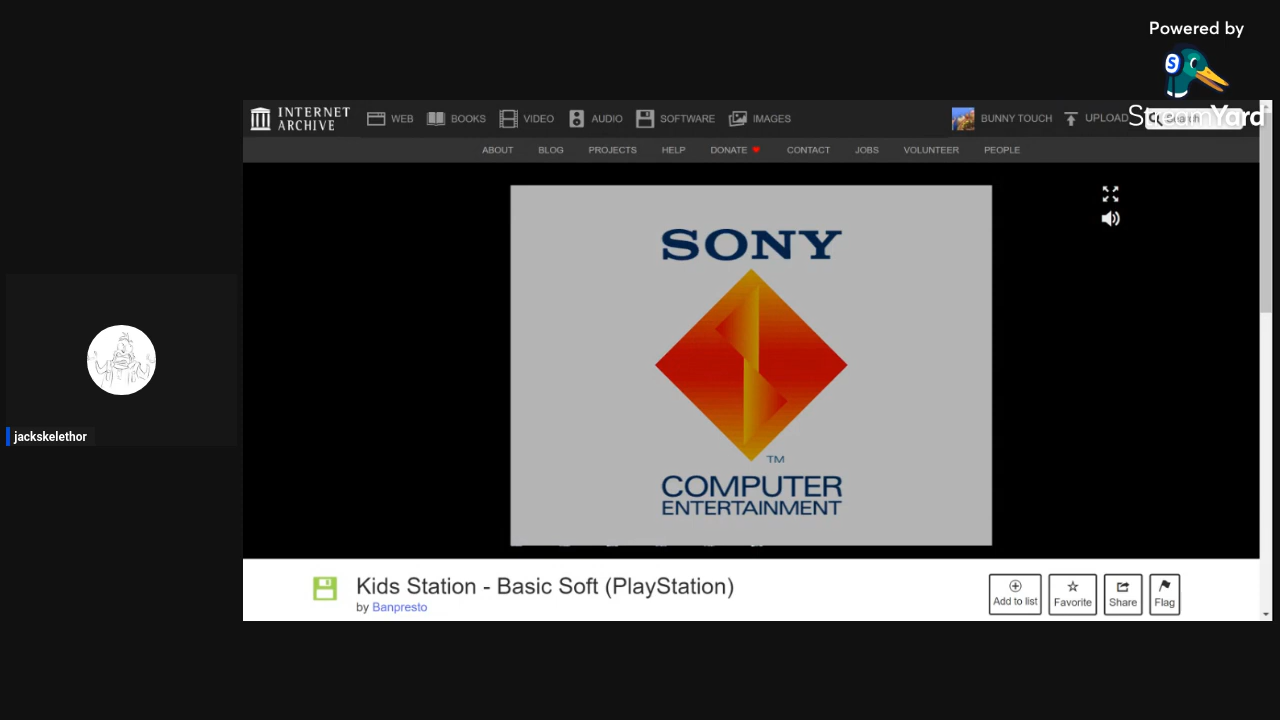 Powered by
StreamYard
INTERNET ARCHIVE
WEB BOOKS VIDEO AUDIO SOFTWARE IMAGES BUNNY TOUCH UPLOAD Search
ABOUT BLOG PROJECTS HELP DONATE CONTACT JOBS VOLUNTEER PEOPLE
SONY
TM
COMPUTER
ENTERTAINMENT
jackskelethor
Kids Station - Basic Soft (PlayStation)
by Banpresto
Add to list Favorite Share Flag